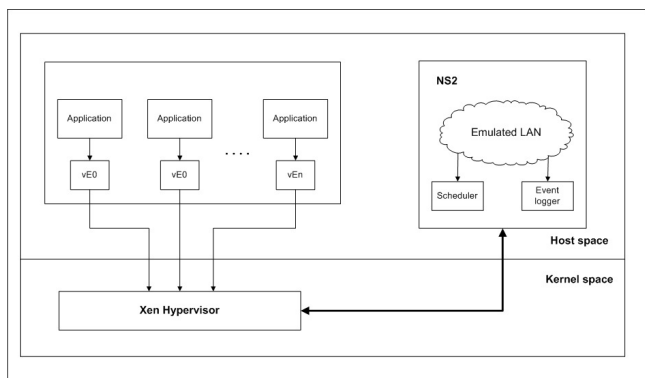 NS2
Application
Application
Application
Emulated LAN
. . . .
vE0
vE0
vEn
Scheduler
Event
logger
Host space
Kernel space
Xen Hypervisor